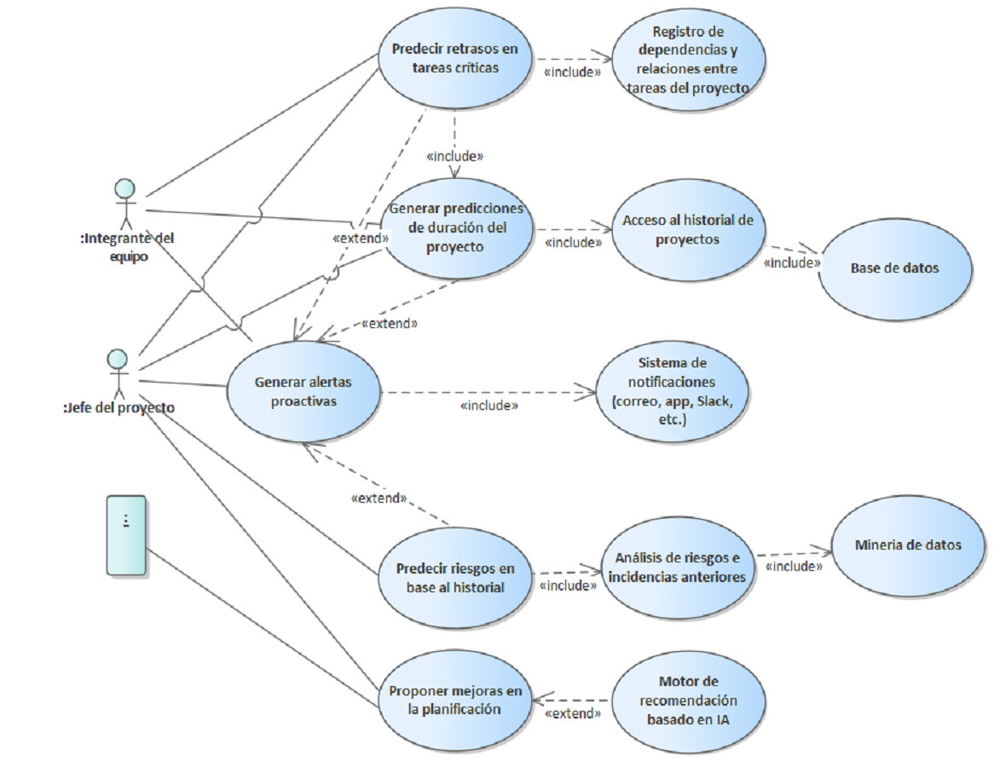 Predecir retrasos en
tareas críticas
«include»
Registro de
dependencias y
relaciones entre
tareas del proyecto
«include»
:Integrante del
equipo
«extend»
Generar predicciones
de duración del
proyecto
«include»
Acceso al historial de
proyectos
«include»
Base de datos
«extend»
:Jefe del proyecto
Generar alertas
proactivas
«include»
Sistema de
notificaciones
(correo, app, Slack,
etc.)
«extend»
:
Predecir riesgos en
base al historial
«include»
Análisis de riesgos e
incidencias anteriores
«include»
Mineria de datos
Proponer mejoras en
la planificación
«extend»
Motor de
recomendación
basado en IA